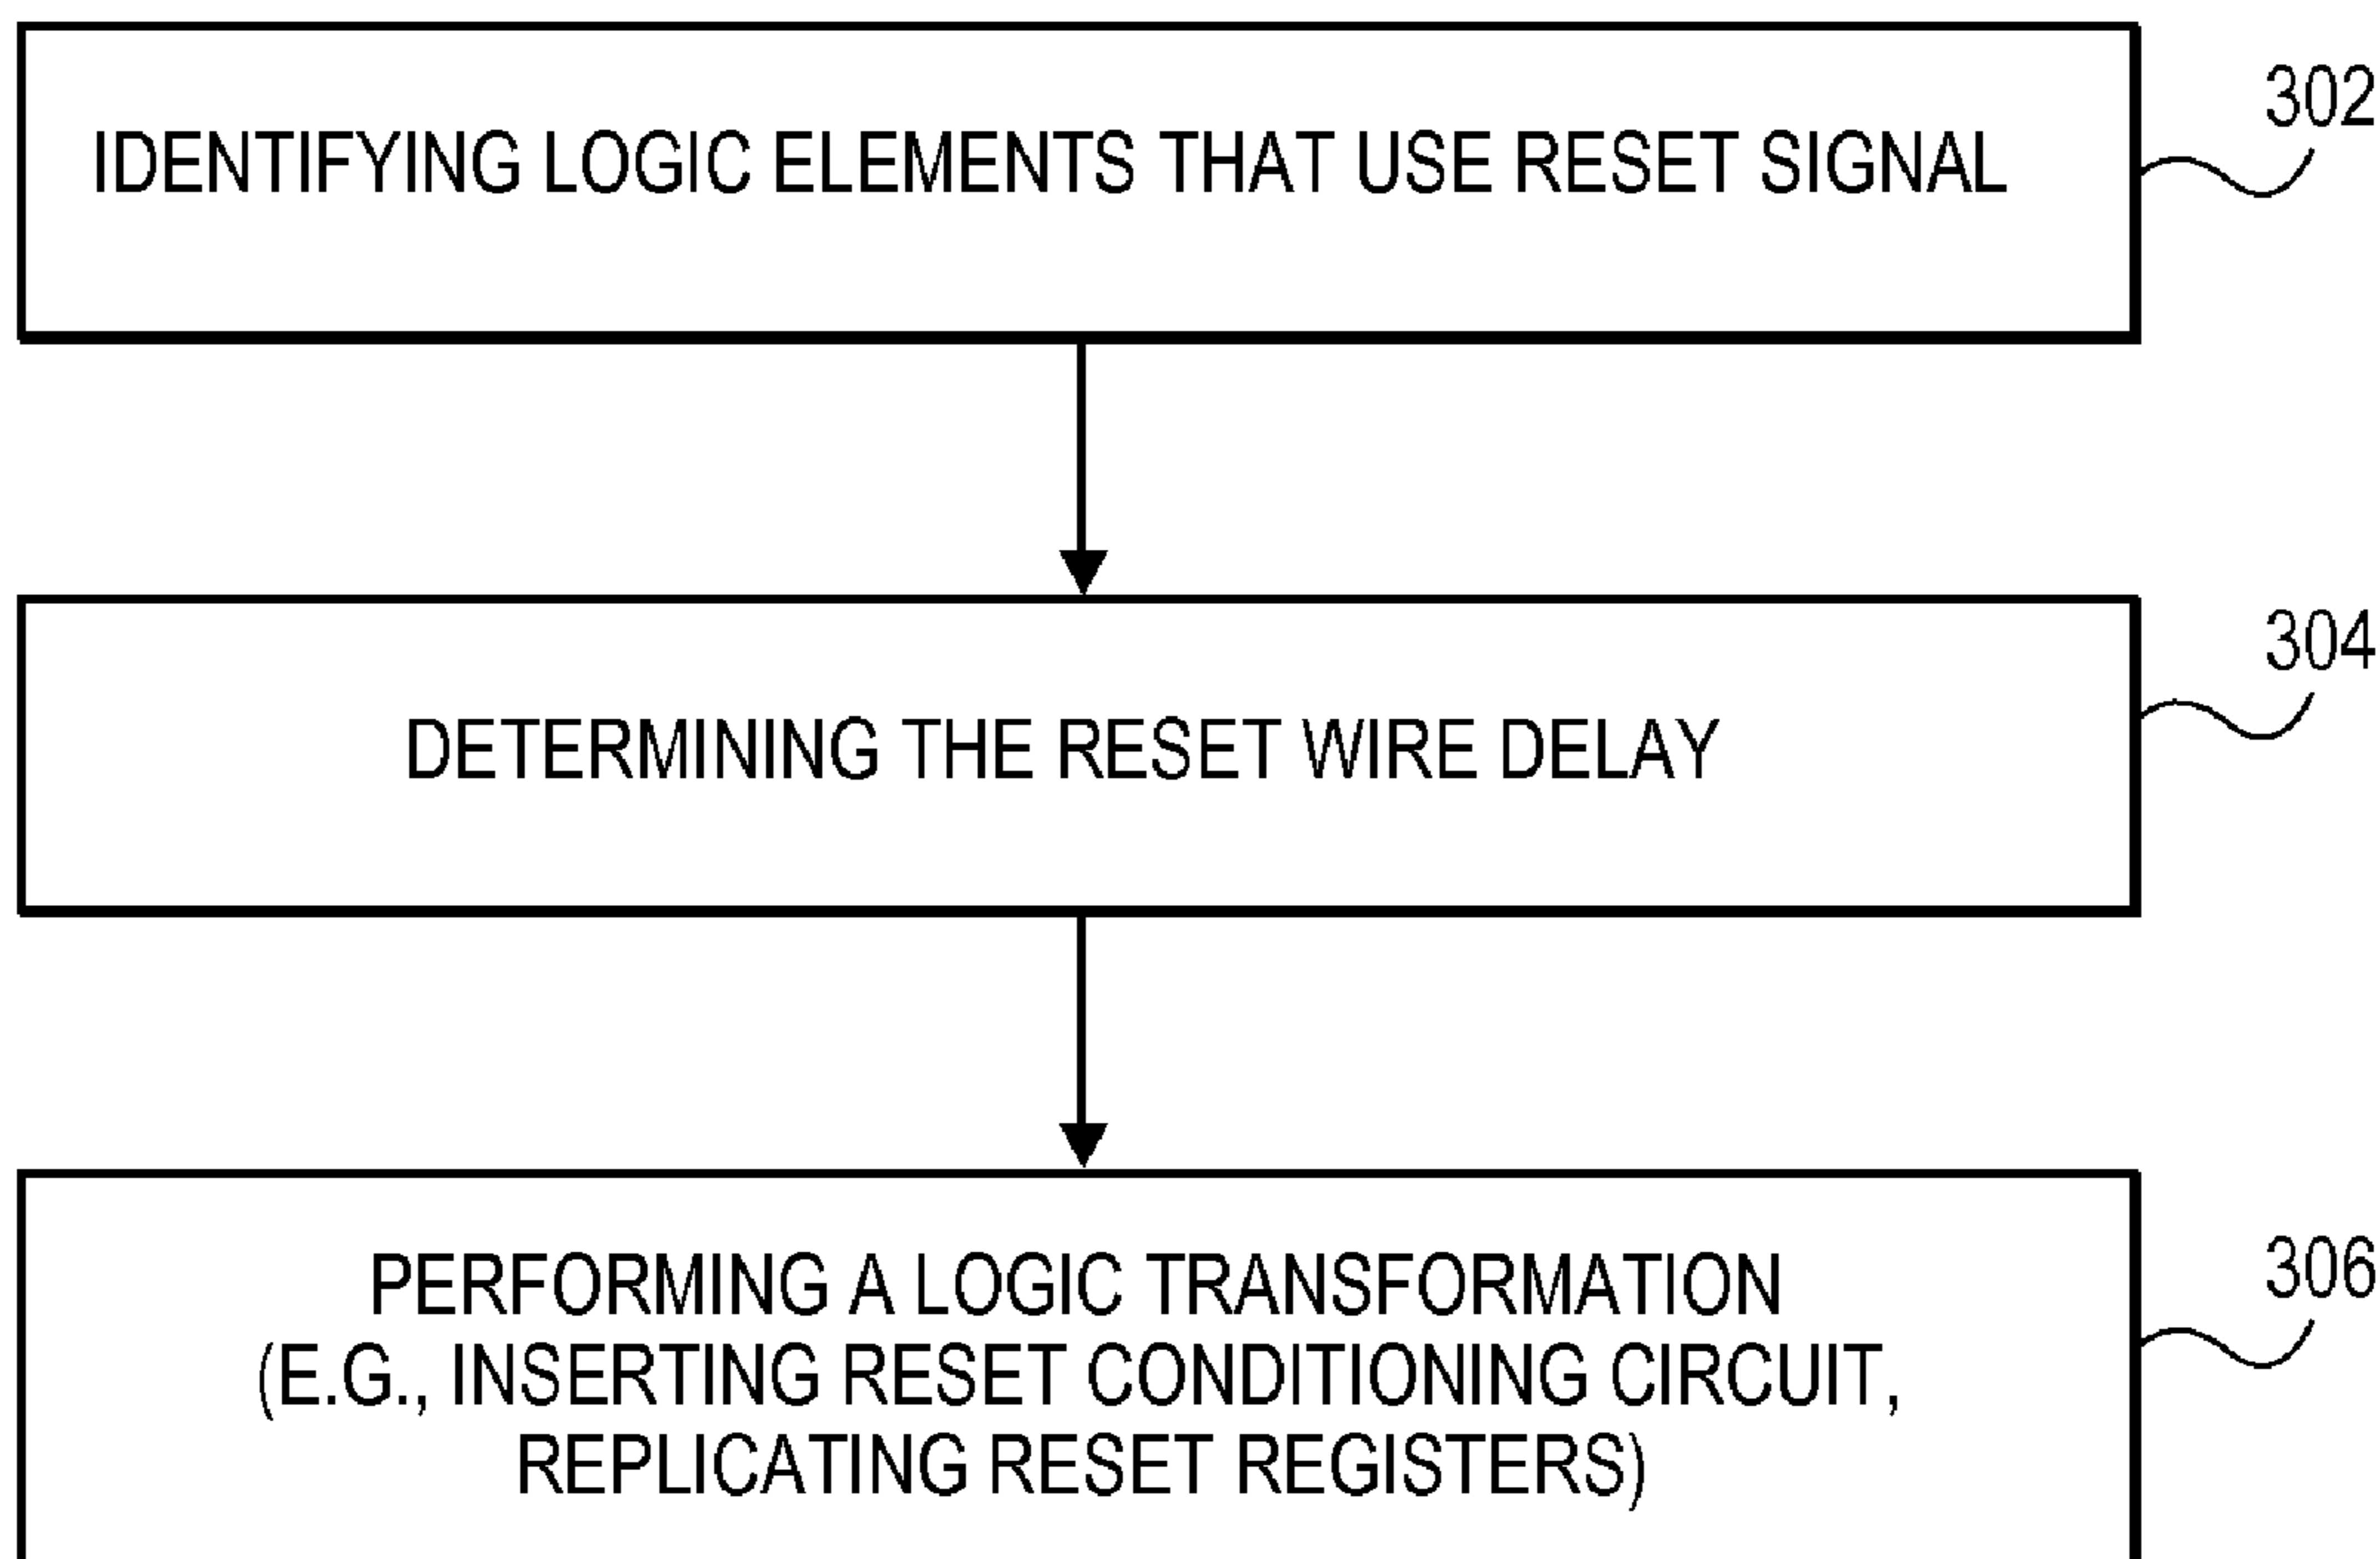 302
IDENTIFYING LOGIC ELEMENTS THAT USE RESET SIGNAL
304
DETERMINING THE RESET WIRE DELAY
306
PERFORMING A LOGIC TRANSFORMATION
(E.G., INSERTING RESET CONDITIONING CIRCUIT,
REPLICATING RESET REGISTERS)